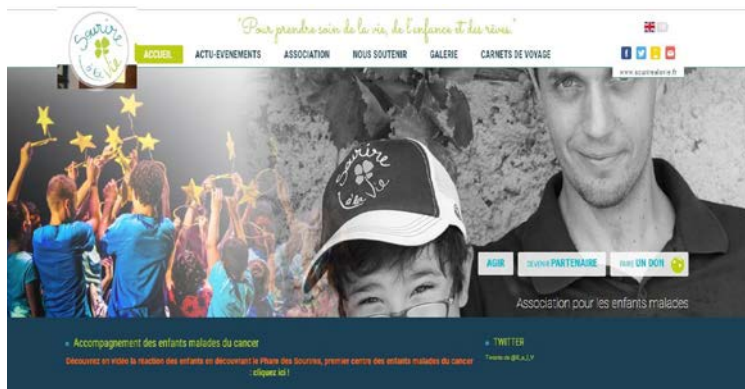 Sourire à la Vie
"Pour prendre soin de la vie, de l'enfance et des rêves."
ACCUEIL ACTU-EVENEMENTS ASSOCIATION NOUS SOUTENIR GALERIE CARNETS DE VOYAGE
Sourire
à la
Vie
AGIR DEVENIR PARTENAIRE FAIRE UN DON
Association pour les enfants malades
Accompagnement des enfants malades du cancer
TWITTER
Découvrez en vidéo la réaction des enfants en découvrant le Phare des Sourires, premier centre des enfants malades du cancer
: cliquez ici !